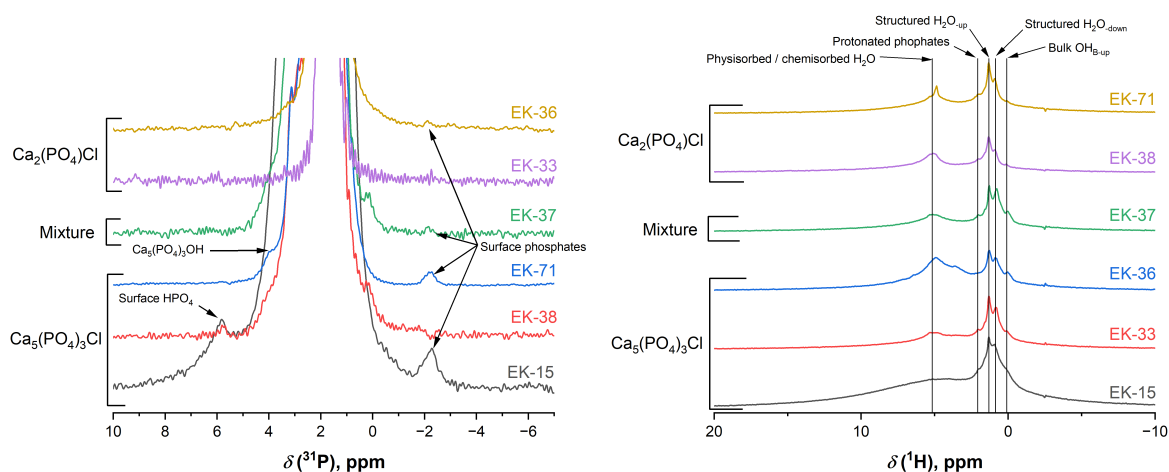 EK-36
Ca₂(PO₄)Cl
EK-33
EK-37
Mixture
Surface phosphates
Ca₅(PO₄)₃OH
EK-71
Surface HPO₄
Ca₅(PO₄)₃Cl
EK-38
EK-15
10 8 6 4 2 0 −2 −4 −6
δ (³¹P), ppm
Structured H₂O₋up
Structured H₂O₋down
Protonated phophates
Bulk OH_B-up
Physisorbed / chemisorbed H₂O
EK-71
Ca₂(PO₄)Cl
EK-38
EK-37
Mixture
EK-36
Ca₅(PO₄)₃Cl
EK-33
EK-15
20 10 0 −10
δ (¹H), ppm